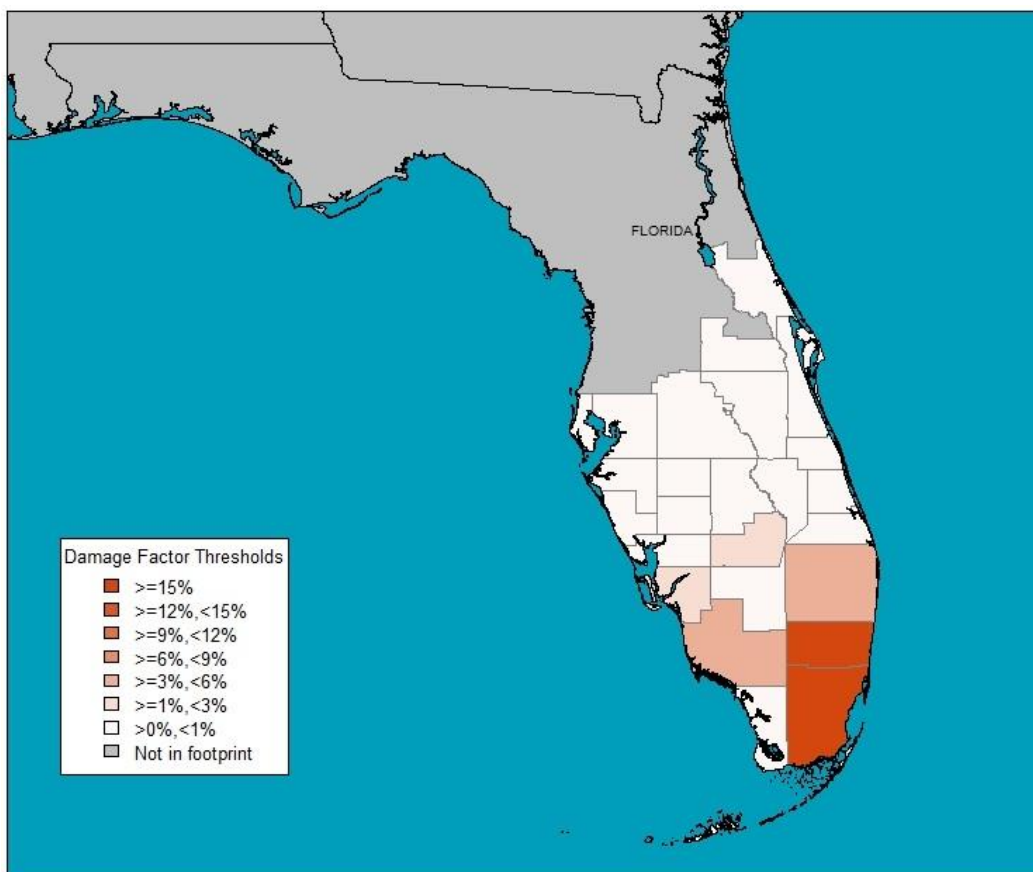 FLORIDA
Damage Factor Thresholds
>=15%
>=12%,<15%
>=9%,<12%
>=6%,<9%
>=3%,<6%
>=1%,<3%
>0%,<1%
Not in footprint